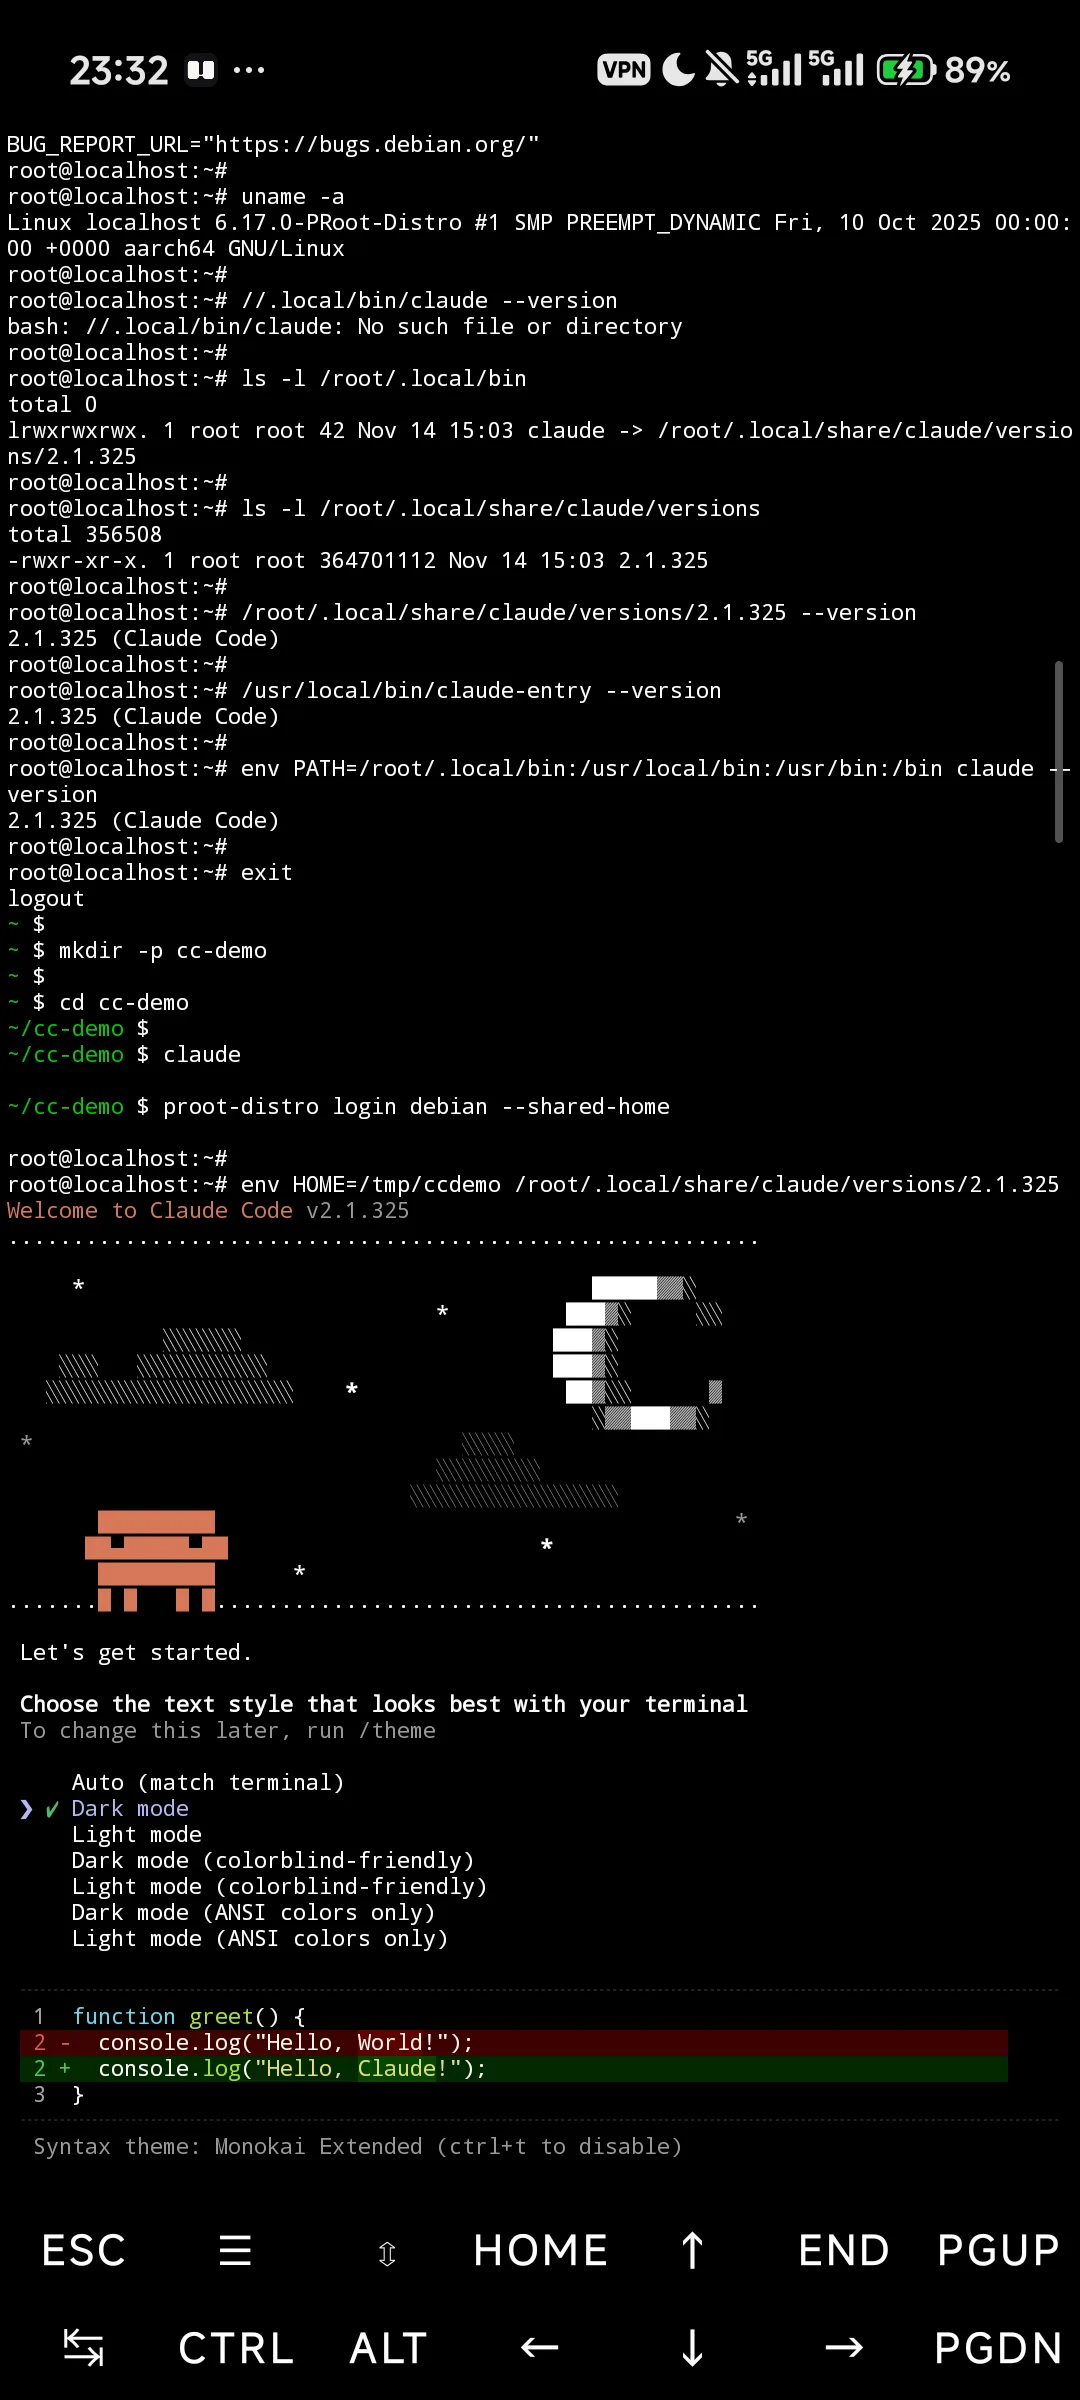 23:32 ... VPN 5G 5G 89%
BUG_REPORT_URL="https://bugs.debian.org/"
root@localhost:~#
root@localhost:~# uname -a
Linux localhost 6.17.0-PRoot-Distro #1 SMP PREEMPT_DYNAMIC Fri, 10 Oct 2025 00:00:
00 +0000 aarch64 GNU/Linux
root@localhost:~#
root@localhost:~# //.local/bin/claude --version
bash: //.local/bin/claude: No such file or directory
root@localhost:~#
root@localhost:~# ls -l /root/.local/bin
total 0
lrwxrwxrwx. 1 root root 42 Nov 14 15:03 claude -> /root/.local/share/claude/versio
ns/2.1.325
root@localhost:~#
root@localhost:~# ls -l /root/.local/share/claude/versions
total 356508
-rwxr-xr-x. 1 root root 364701112 Nov 14 15:03 2.1.325
root@localhost:~#
root@localhost:~# /root/.local/share/claude/versions/2.1.325 --version
2.1.325 (Claude Code)
root@localhost:~#
root@localhost:~# /usr/local/bin/claude-entry --version
2.1.325 (Claude Code)
root@localhost:~#
root@localhost:~# env PATH=/root/.local/bin:/usr/local/bin:/usr/bin:/bin claude --
version
2.1.325 (Claude Code)
root@localhost:~#
root@localhost:~# exit
logout
~ $
~ $ mkdir -p cc-demo
~ $
~ $ cd cc-demo
~/cc-demo $
~/cc-demo $ claude
~/cc-demo $ proot-distro login debian --shared-home
root@localhost:~#
root@localhost:~# env HOME=/tmp/ccdemo /root/.local/share/claude/versions/2.1.325
Welcome to Claude Code v2.1.325
Let's get started.
Choose the text style that looks best with your terminal
To change this later, run /theme
Auto (match terminal)
❯ ✔ Dark mode
Light mode
Dark mode (colorblind-friendly)
Light mode (colorblind-friendly)
Dark mode (ANSI colors only)
Light mode (ANSI colors only)
1 function greet() {
2 - console.log("Hello, World!");
2 + console.log("Hello, Claude!");
3 }
Syntax theme: Monokai Extended (ctrl+t to disable)
ESC ☰ ⇳ HOME ↑ END PGUP
↹ CTRL ALT ← ↓ → PGDN